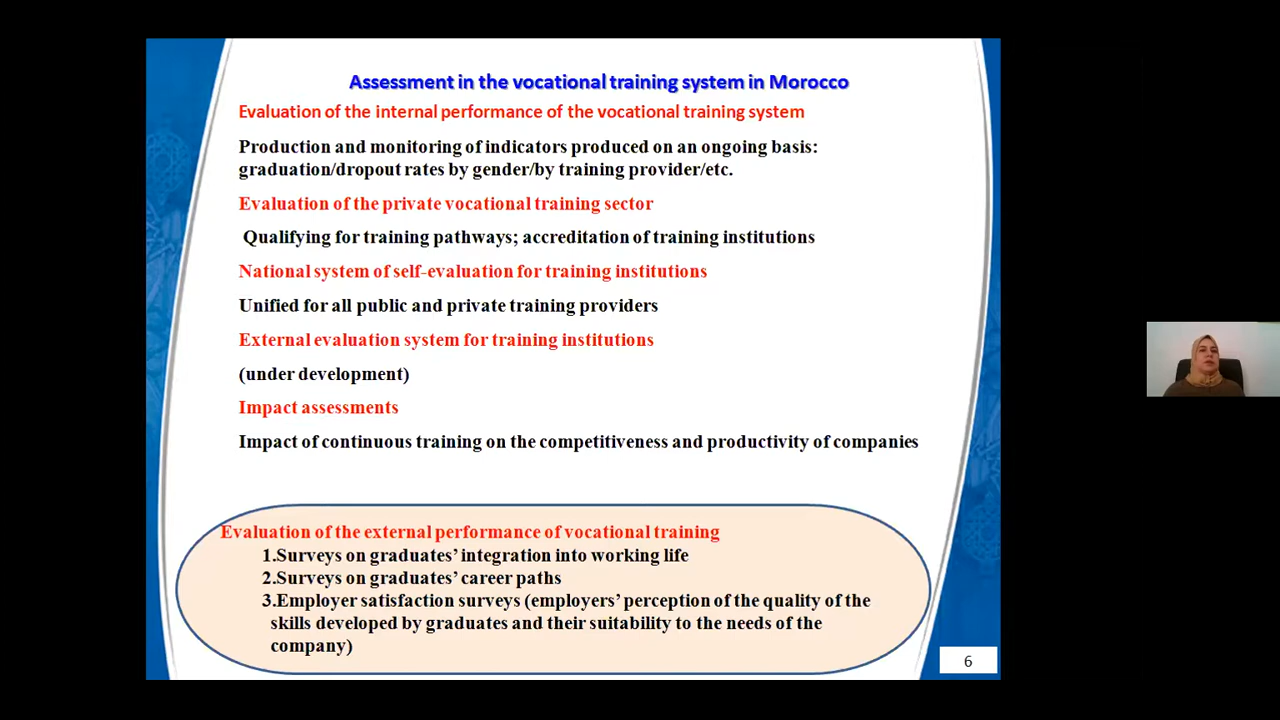 Assessment in the vocational training system in Morocco
Evaluation of the internal performance of the vocational training system
Production and monitoring of indicators produced on an ongoing basis:
graduation/dropout rates by gender/by training provider/etc.
Evaluation of the private vocational training sector
Qualifying for training pathways; accreditation of training institutions
National system of self-evaluation for training institutions
Unified for all public and private training providers
External evaluation system for training institutions
(under development)
Impact assessments
Impact of continuous training on the competitiveness and productivity of companies
Evaluation of the external performance of vocational training
1.Surveys on graduates’ integration into working life
2.Surveys on graduates’ career paths
3.Employer satisfaction surveys (employers’ perception of the quality of the
skills developed by graduates and their suitability to the needs of the
company)
6